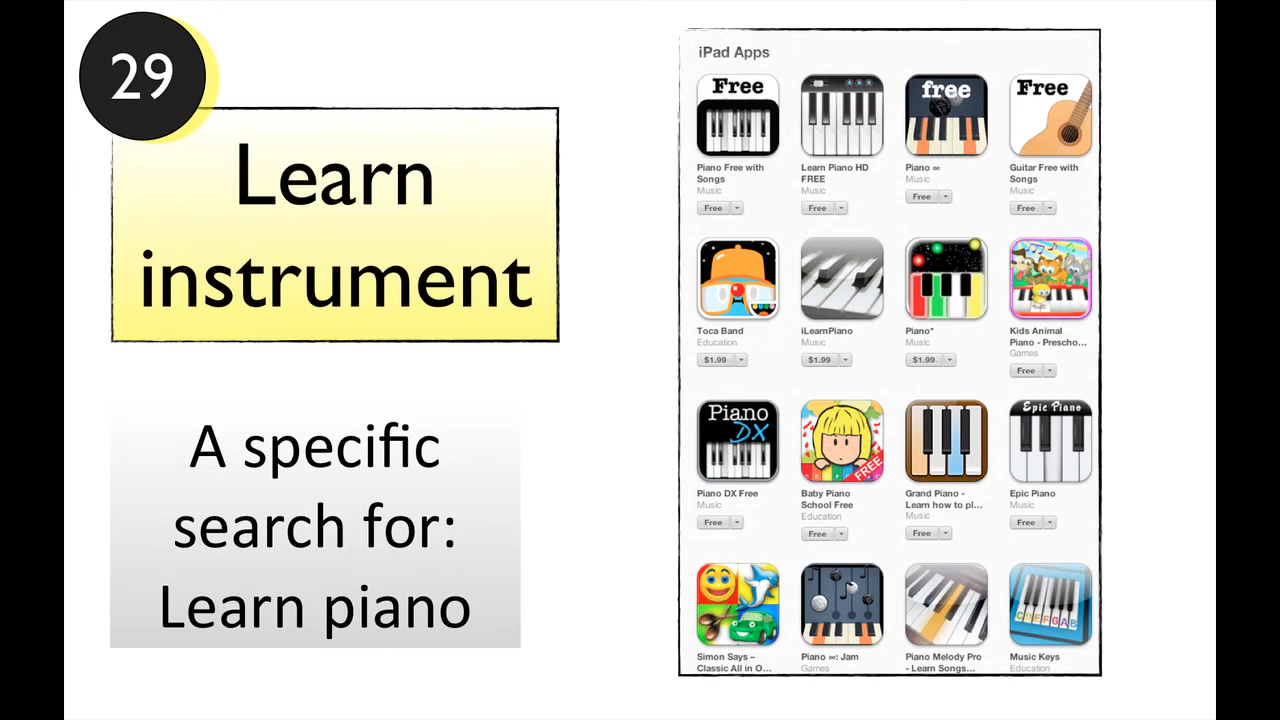 29
Learn
instrument
A specific
search for:
Learn piano
iPad Apps
Free
Piano Free with
Songs
Music
Free
Learn Piano HD
FREE
Music
Free
free
Piano ∞
Music
Free
Free
Guitar Free with
Songs
Music
Free
Toca Band
Education
$1.99
iLearnPiano
Music
$1.99
Piano*
Music
$1.99
Kids Animal
Piano - Prescho...
Games
Free
Piano
DX
Piano DX Free
Music
Free
FREE
Baby Piano
School Free
Education
Free
Grand Piano -
Learn how to pl...
Music
Free
Epic Piano
Epic Piano
Music
Free
Simon Says –
Classic All in O...
Piano ∞: Jam
Games
Piano Melody Pro
- Learn Songs...
Music Keys
Education